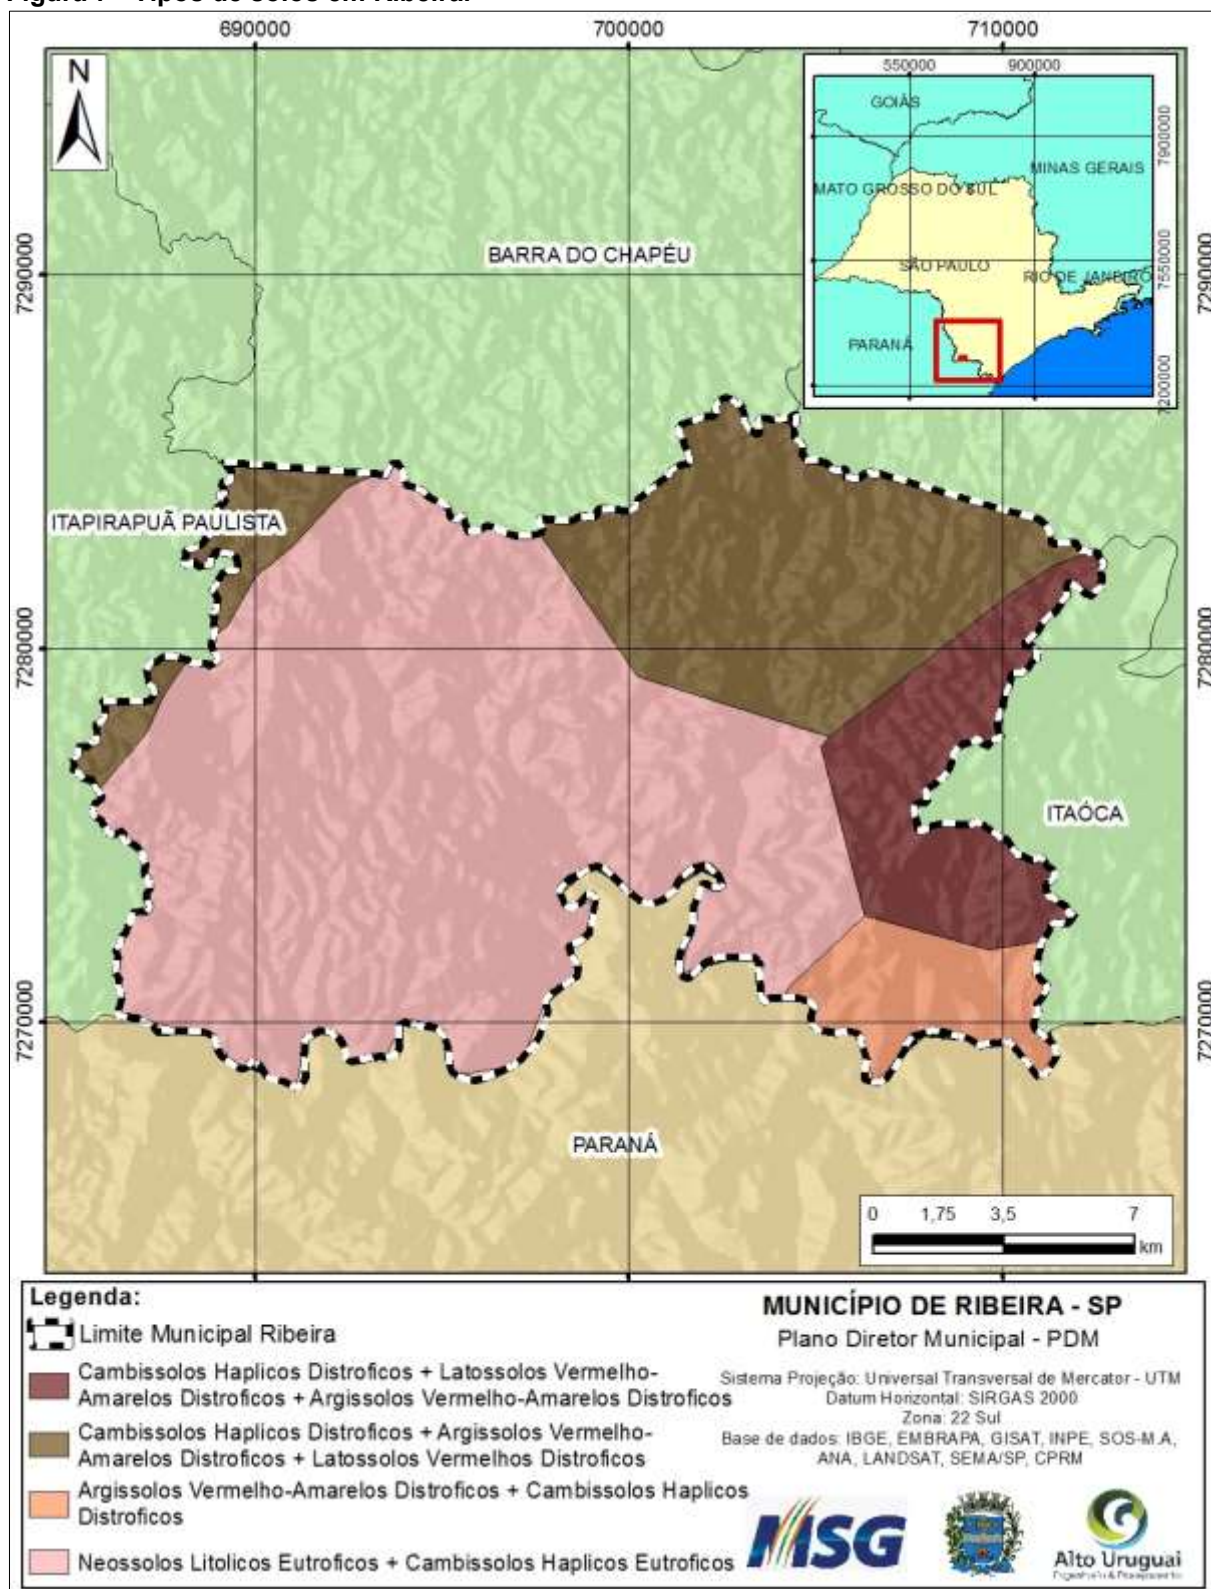 690000 700000 710000
N
550000 900000
GOIÁS
MINAS GERAIS
MATO GROSSO DO SUL
SÃO PAULO
RIO DE JANEIRO
PARANÁ
7900000
7550000
7200000
BARRA DO CHAPÉU
7290000 7290000
ITAPIRAPUÃ PAULISTA
7280000 7280000
ITAÓCA
7270000 7270000
PARANÁ
0 1,75 3,5 7
km
Legenda:
Limite Municipal Ribeira
Cambissolos Haplicos Distroficos + Latossolos Vermelho-
Amarelos Distroficos + Argissolos Vermelho-Amarelos Distroficos
Cambissolos Haplicos Distroficos + Argissolos Vermelho-
Amarelos Distroficos + Latossolos Vermelhos Distroficos
Argissolos Vermelho-Amarelos Distroficos + Cambissolos Haplicos
Distroficos
Neossolos Litolicos Eutroficos + Cambissolos Haplicos Eutroficos
MUNICÍPIO DE RIBEIRA - SP
Plano Diretor Municipal - PDM
Sistema Projeção: Universal Transversal de Mercator - UTM
Datum Horizontal: SIRGAS 2000
Zona: 22 Sul
Base de dados: IBGE, EMBRAPA, GISAT, INPE, SOS-M.A,
ANA, LANDSAT, SEMA/SP, CPRM
MSG
Alto Uruguai